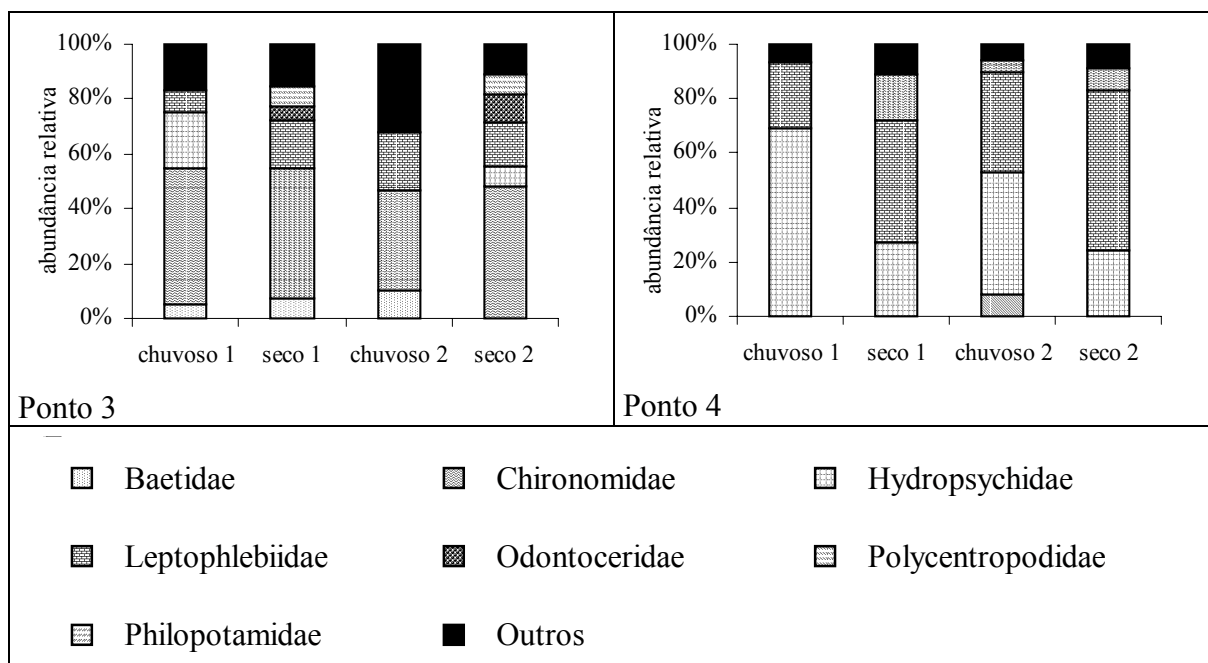 100%
80%
60%
40%
20%
0%
abundância relativa
chuvoso 1 seco 1 chuvoso 2 seco 2
Ponto 3
100%
80%
60%
40%
20%
0%
abundância relativa
chuvoso 1 seco 1 chuvoso 2 seco 2
Ponto 4
Baetidae Chironomidae Hydropsychidae
Leptophlebiidae Odontoceridae Polycentropodidae
Philopotamidae Outros